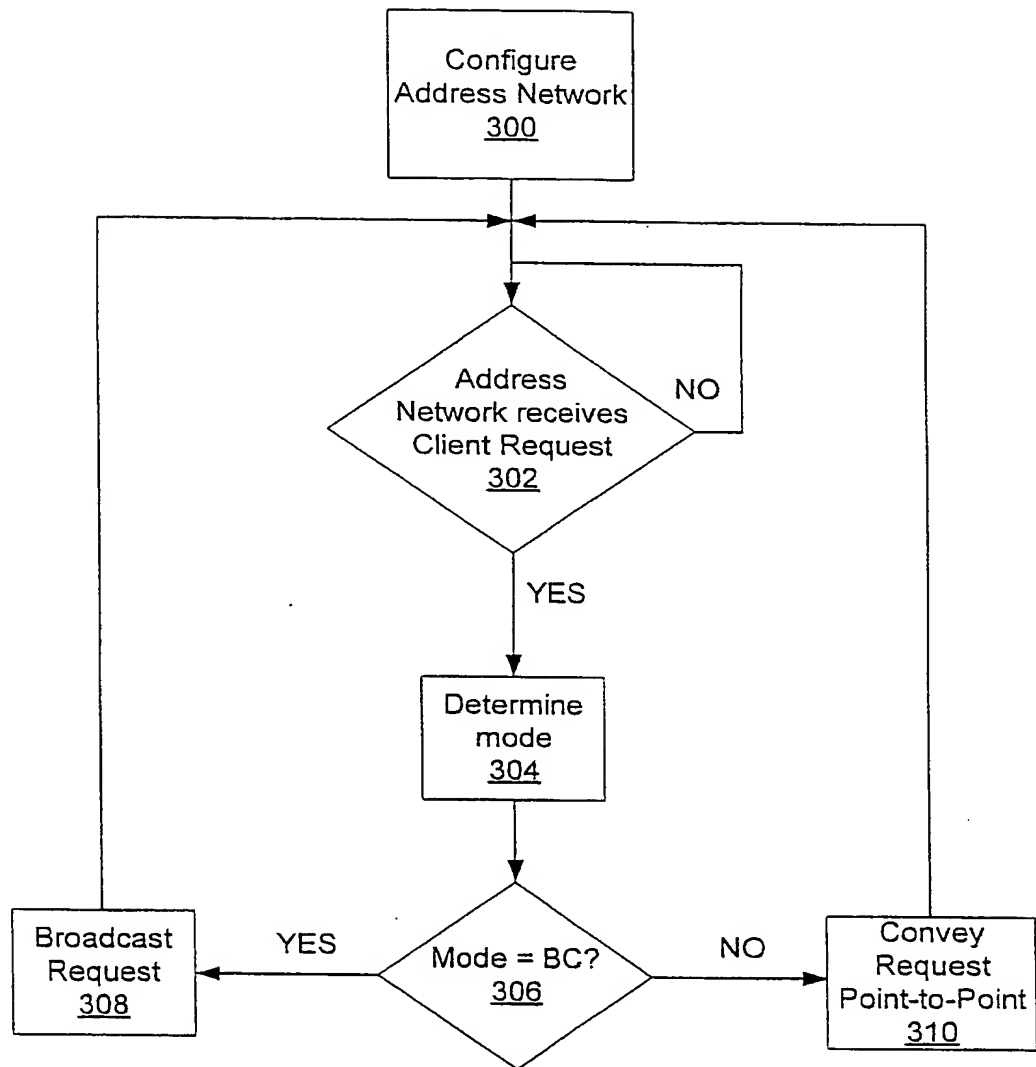 Configure
Address Network
300
Address
Network receives
Client Request
302
NO
YES
Determine
mode
304
Mode = BC?
306
YES
NO
Broadcast
Request
308
Convey
Request
Point-to-Point
310